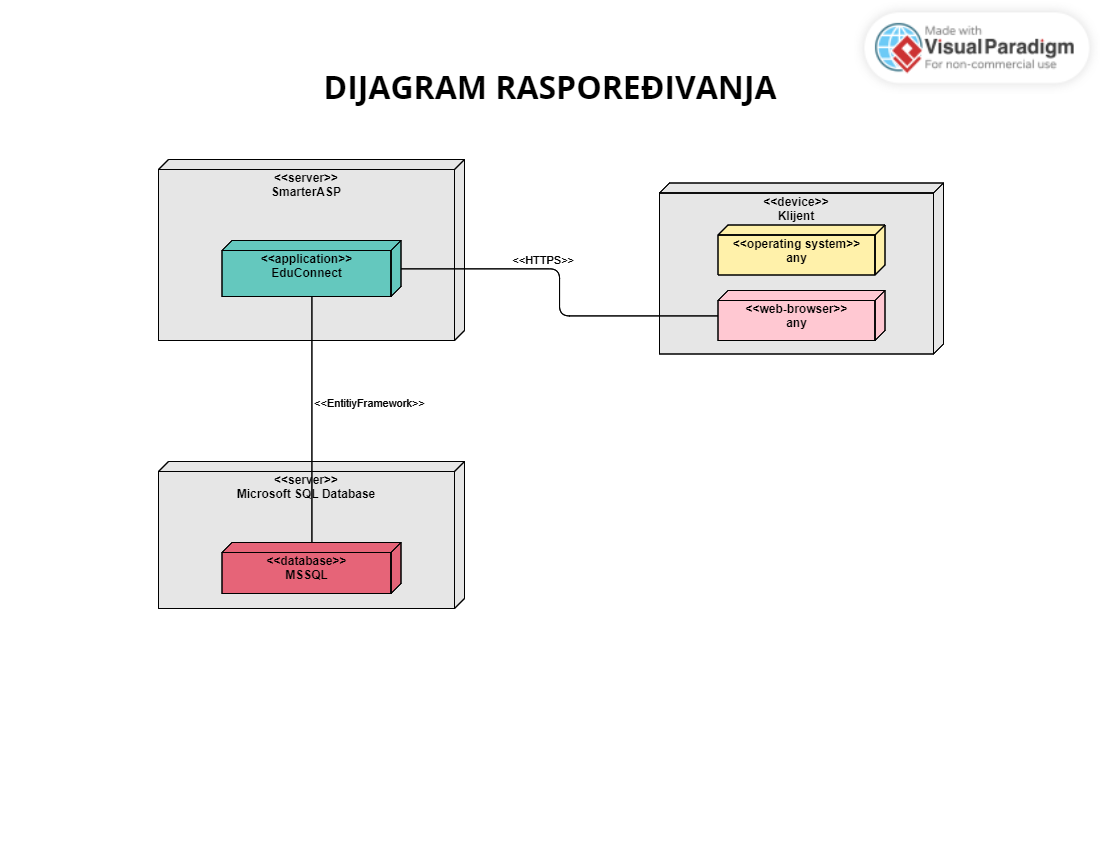 Made with
Visual Paradigm
For non-commercial use
DIJAGRAM RASPOREĐIVANJA
<<server>>
SmarterASP
<<application>>
EduConnect
<<HTTPS>>
<<device>>
Klijent
<<operating system>>
any
<<web-browser>>
any
<<EntitiyFramework>>
<<server>>
Microsoft SQL Database
<<database>>
MSSQL